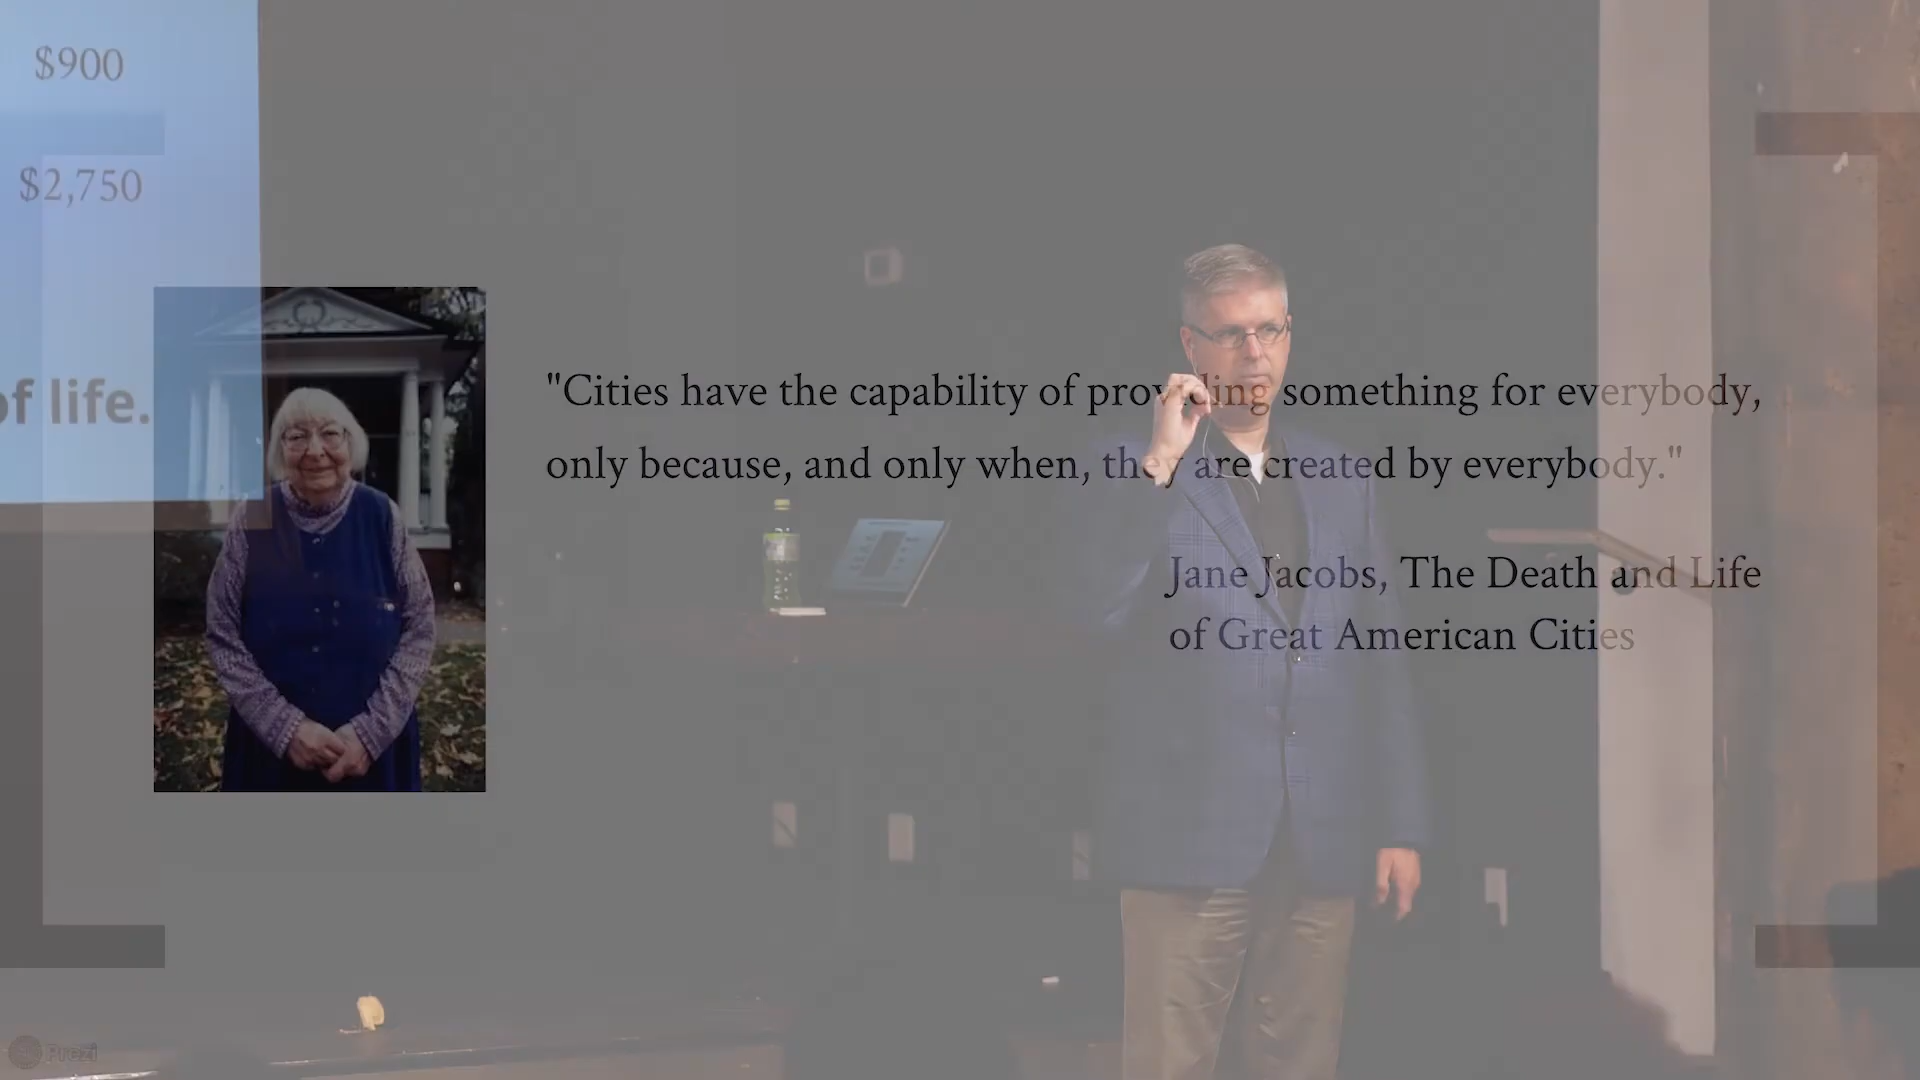 $900
$2,750
of life.
"Cities have the capability of providing something for everybody,
only because, and only when, they are created by everybody."
Jane Jacobs, The Death and Life
of Great American Cities
Prezi